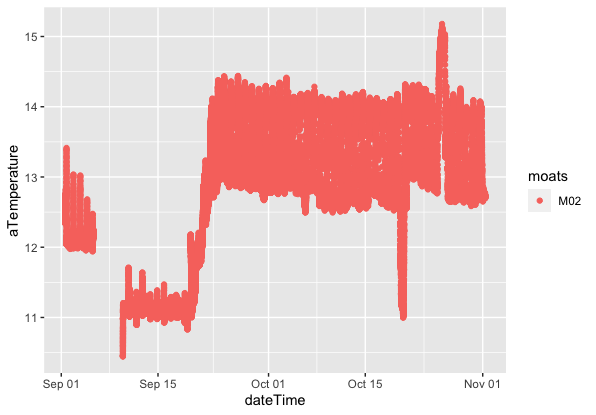 15
14
13
12
11
aTemperature
Sep 01
Sep 15
Oct 01
Oct 15
Nov 01
dateTime
moats
M02